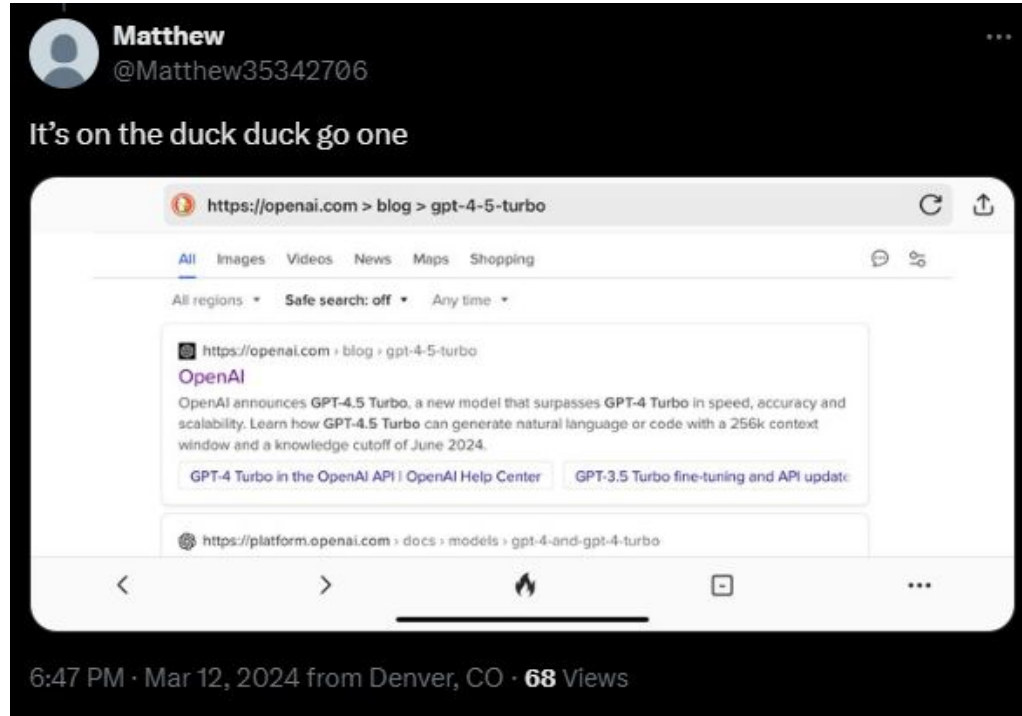 Matthew
@Matthew35342706
It's on the duck duck go one
https://openai.com > blog > gpt-4-5-turbo
All Images Videos News Maps Shopping
All regions Safe search: off Any time
https://openai.com › blog › gpt-4-5-turbo
OpenAI
OpenAI announces GPT-4.5 Turbo, a new model that surpasses GPT-4 Turbo in speed, accuracy and
scalability. Learn how GPT-4.5 Turbo can generate natural language or code with a 256k context
window and a knowledge cutoff of June 2024.
GPT-4 Turbo in the OpenAI API | OpenAI Help Center GPT-3.5 Turbo fine-tuning and API update
https://platform.openai.com › docs › models › gpt-4-and-gpt-4-turbo
6:47 PM · Mar 12, 2024 from Denver, CO · 68 Views